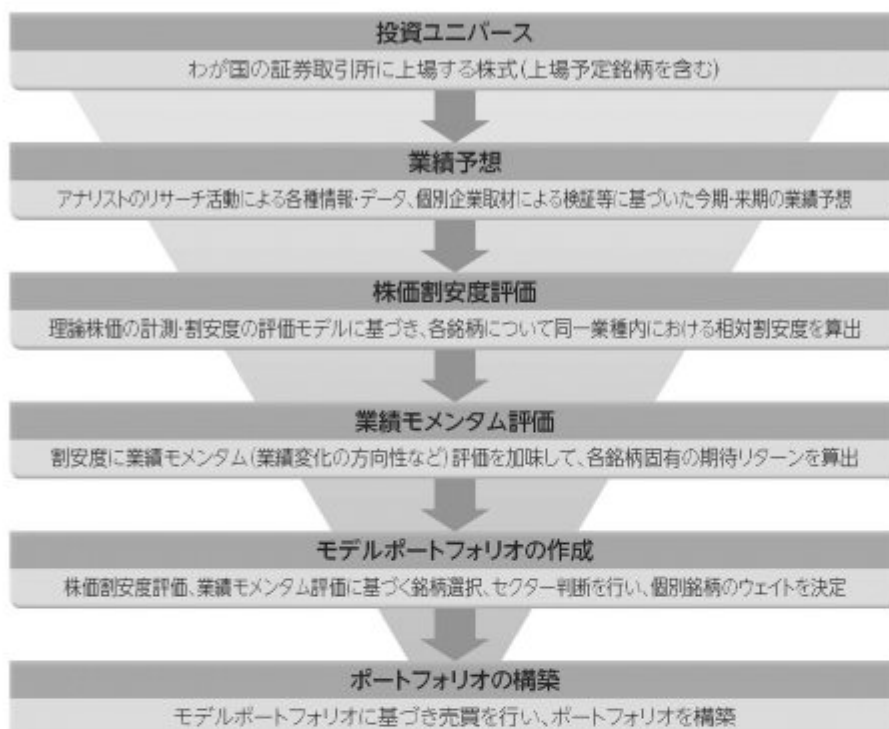 投資ユニバース
わが国の証券取引所に上場する株式(上場予定銘柄を含む)
業績予想
アナリストのリサーチ活動による各種情報・データ、個別企業取材による検証等に基づいた今期・来期の業績予想
株価割安度評価
理論株価の計測・割安度の評価モデルに基づき、各銘柄について同一業種内における相対割安度を算出
業績モメンタム評価
割安度に業績モメンタム(業績変化の方向性など)評価を加味して、各銘柄固有の期待リターンを算出
モデルポートフォリオの作成
株価割安度評価、業績モメンタム評価に基づく銘柄選択、セクター判断を行い、個別銘柄のウェイトを決定
ポートフォリオの構築
モデルポートフォリオに基づき売買を行い、ポートフォリオを構築